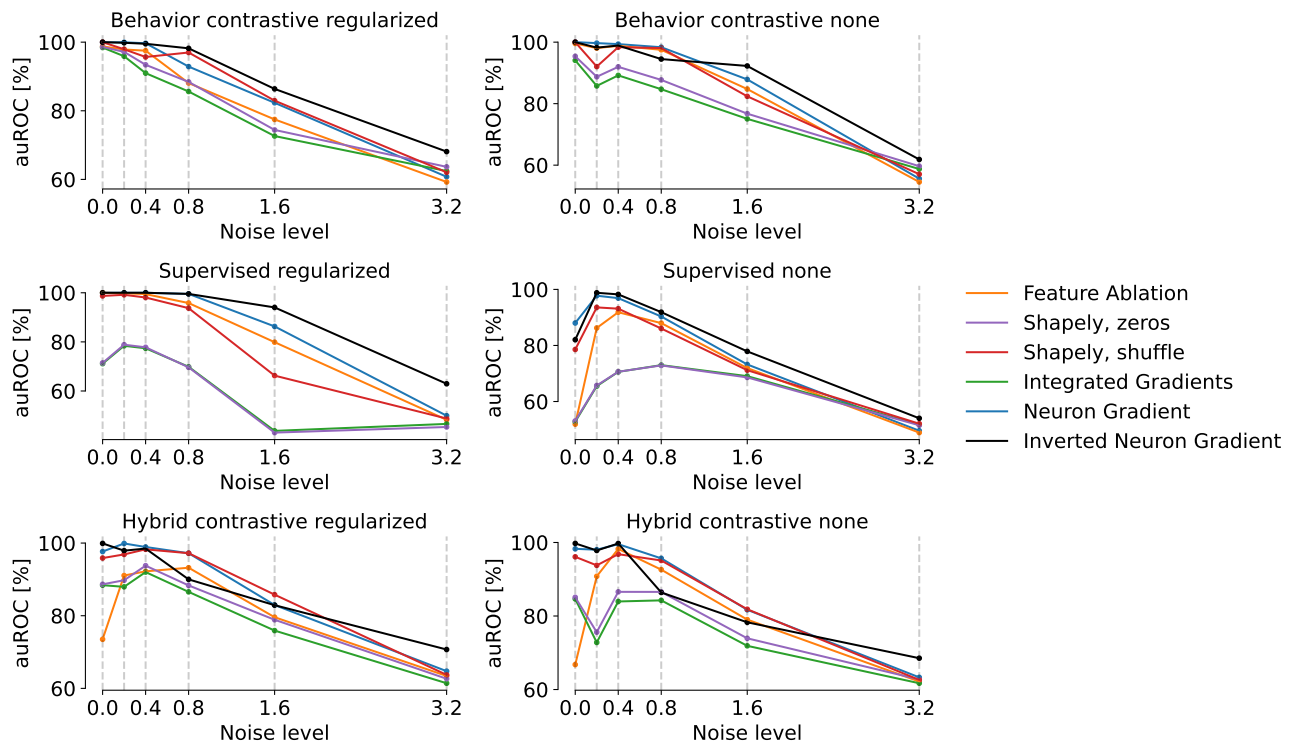 Behavior contrastive regularized
auROC [%]
100
80
60
0.0 0.4 0.8 1.6 3.2
Noise level
Behavior contrastive none
auROC [%]
100
80
60
0.0 0.4 0.8 1.6 3.2
Noise level
Supervised regularized
auROC [%]
100
80
60
0.0 0.4 0.8 1.6 3.2
Noise level
Supervised none
auROC [%]
100
80
60
0.0 0.4 0.8 1.6 3.2
Noise level
Feature Ablation
Shapely, zeros
Shapely, shuffle
Integrated Gradients
Neuron Gradient
Inverted Neuron Gradient
Hybrid contrastive regularized
auROC [%]
100
80
60
0.0 0.4 0.8 1.6 3.2
Noise level
Hybrid contrastive none
auROC [%]
100
80
60
0.0 0.4 0.8 1.6 3.2
Noise level